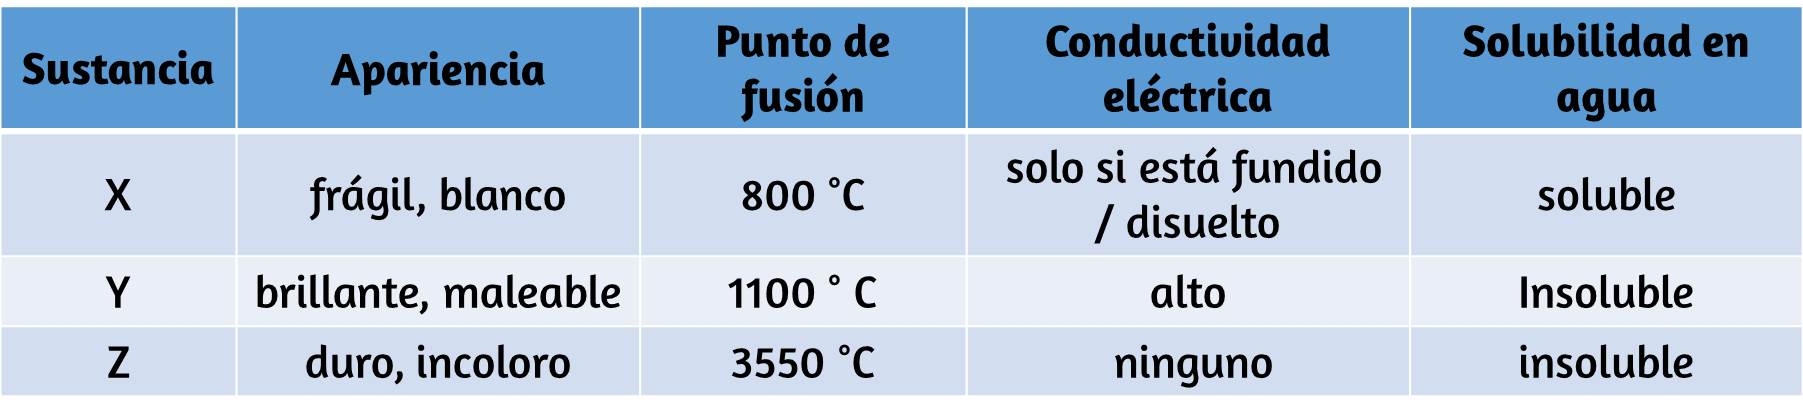 Sustancia Apariencia Punto de fusión Conductividad eléctrica Solubilidad en agua
X frágil, blanco 800 °C solo si está fundido / disuelto soluble
Y brillante, maleable 1100 ° C alto Insoluble
Z duro, incoloro 3550 °C ninguno insoluble